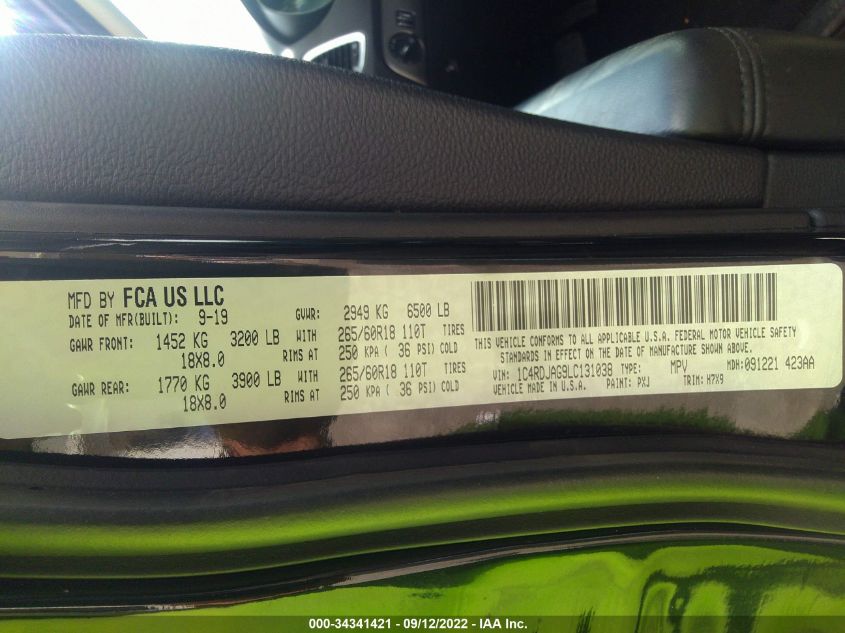 MFD BY FCA US LLC
DATE OF MFR(BUILT): 9-19 GVWR: 2949 KG 6500 LB
GAWR FRONT: 1452 KG 3200 LB WITH 265/60R18 110T TIRES
18X8.0 RIMS AT 250 KPA ( 36 PSI) COLD
GAWR REAR: 1770 KG 3900 LB WITH 265/60R18 110T TIRES
18X8.0 RIMS AT 250 KPA ( 36 PSI) COLD
THIS VEHICLE CONFORMS TO ALL APPLICABLE U.S.A. FEDERAL MOTOR VEHICLE SAFETY
STANDARDS IN EFFECT ON THE DATE OF MANUFACTURE SHOWN ABOVE.
VIN: 1C4RDJAG9LC131038 TYPE: MPV MDH: 091221 423AA
VEHICLE MADE IN U.S.A. PAINT: PXJ TRIM: H7X9
000-34341421 - 09/12/2022 - IAA Inc.